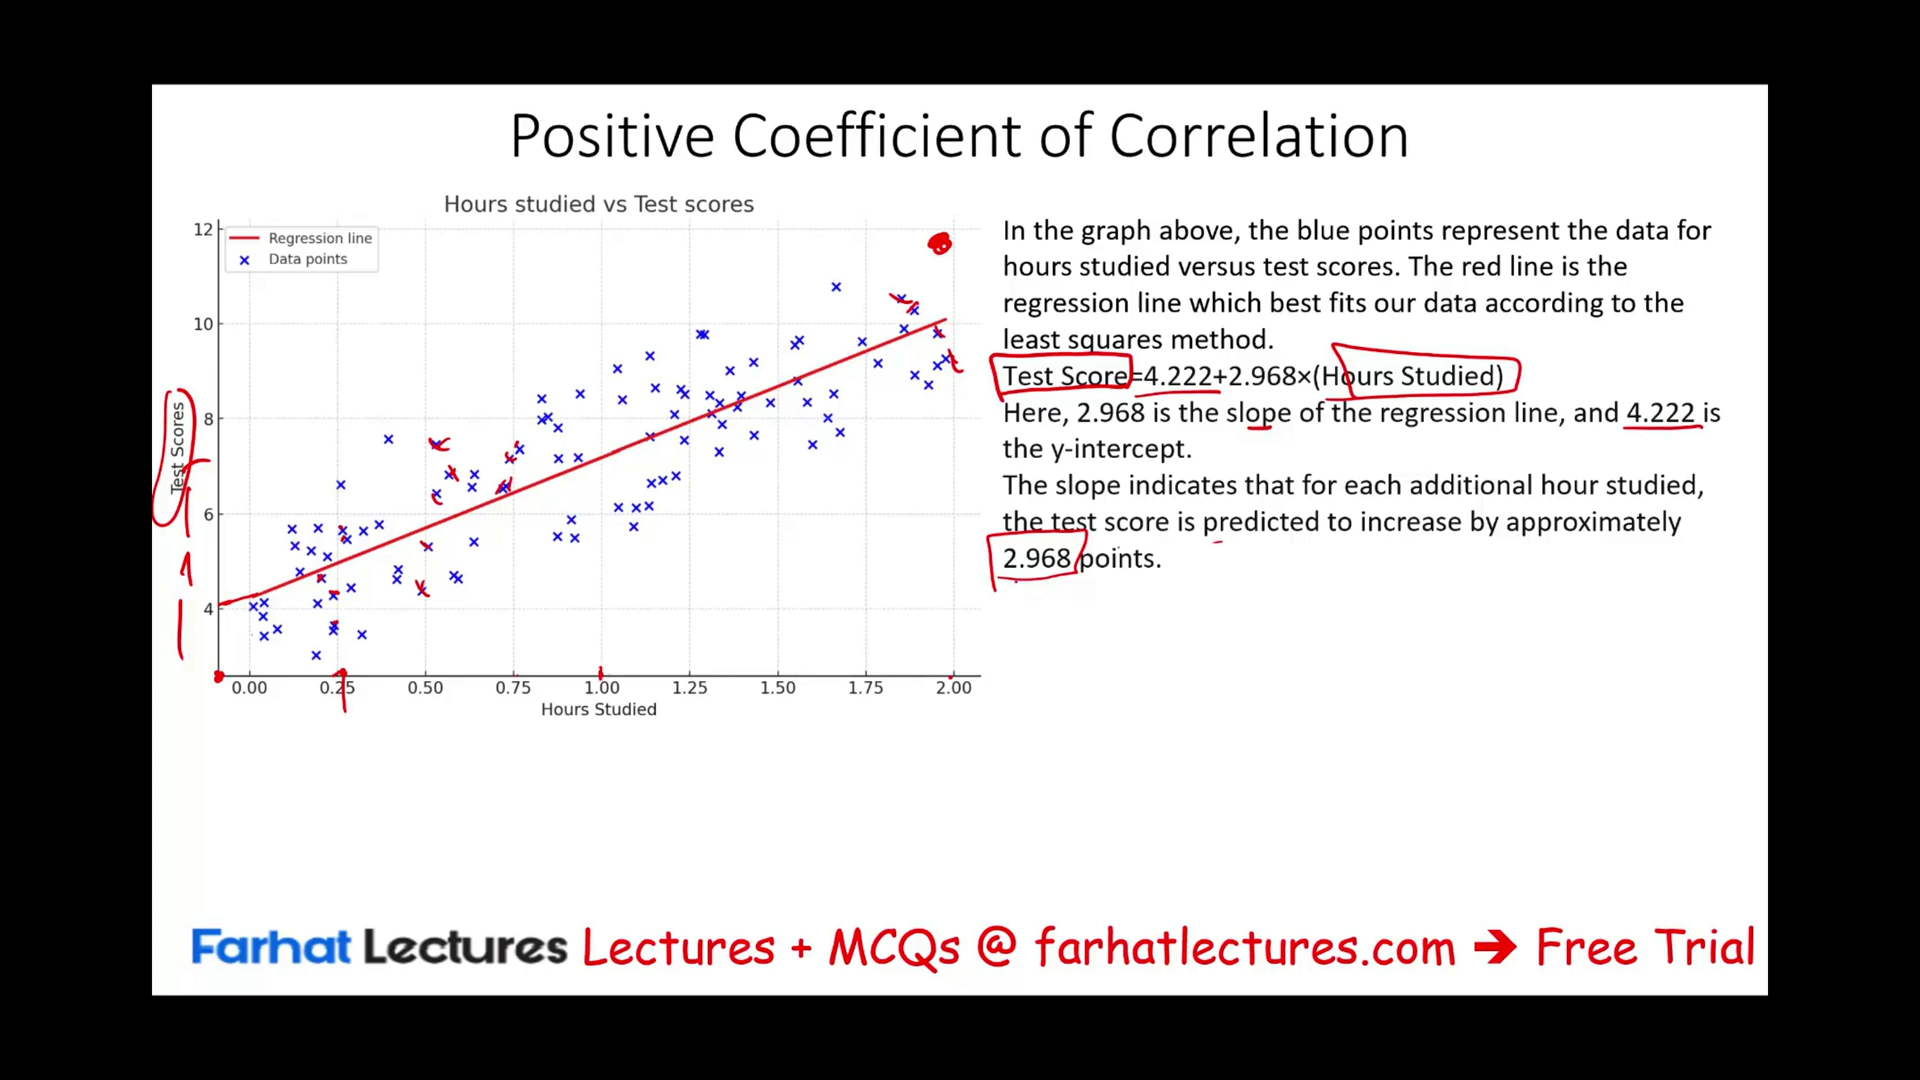 Positive Coefficient of Correlation
Hours studied vs Test scores
Regression line
Data points
12
10
8
6
4
Test Scores
0.00 0.25 0.50 0.75 1.00 1.25 1.50 1.75 2.00
Hours Studied
In the graph above, the blue points represent the data for
hours studied versus test scores. The red line is the
regression line which best fits our data according to the
least squares method.
Test Score=4.222+2.968×(Hours Studied)
Here, 2.968 is the slope of the regression line, and 4.222 is
the y-intercept.
The slope indicates that for each additional hour studied,
the test score is predicted to increase by approximately
2.968 points.
Farhat Lectures Lectures + MCQs @ farhatlectures.com → Free Trial